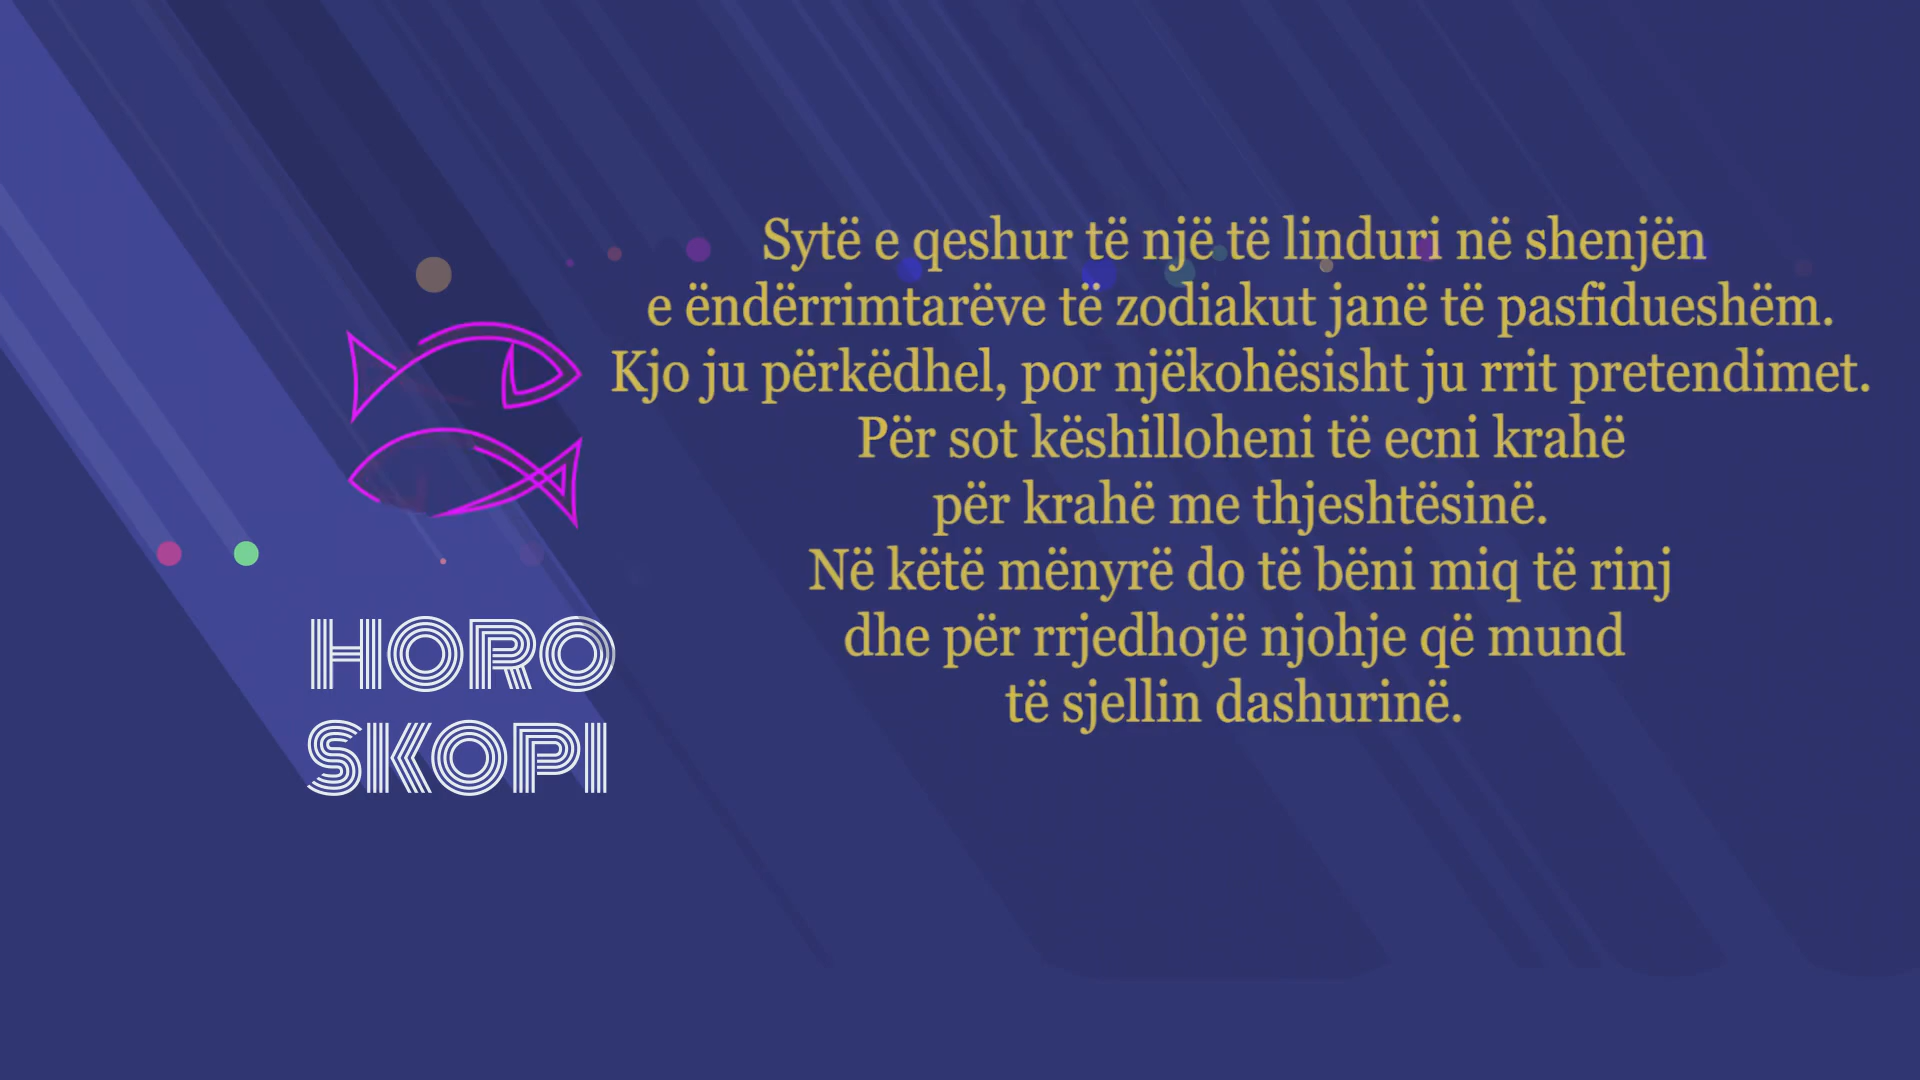 Sytë e qeshur të një të linduri në shenjën
e ëndërrimtarëve të zodiakut janë të pasfidueshëm.
Kjo ju përkëdhel, por njëkohësisht ju rrit pretendimet.
Për sot këshilloheni të ecni krahë
për krahë me thjeshtësinë.
Në këtë mënyrë do të bëni miq të rinj
dhe për rrjedhojë njohje që mund
të sjellin dashurinë.
HORO
SKOPI